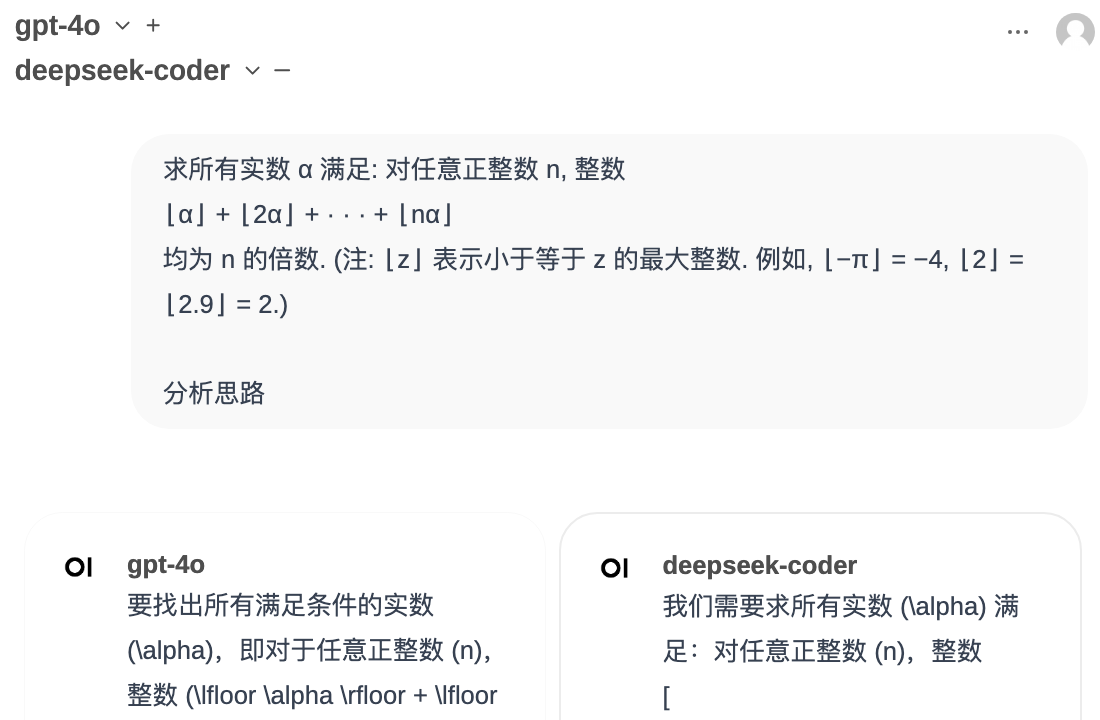 gpt-4o
deepseek-coder
求所有实数 α 满足: 对任意正整数 n, 整数
⌊α⌋ + ⌊2α⌋ + · · · + ⌊nα⌋
均为 n 的倍数. (注: ⌊z⌋ 表示小于等于 z 的最大整数. 例如, ⌊−π⌋ = −4, ⌊2⌋ =
⌊2.9⌋ = 2.)
分析思路
OI gpt-4o
要找出所有满足条件的实数
(\alpha)，即对于任意正整数 (n)，
整数 (\lfloor \alpha \rfloor + \lfloor
OI deepseek-coder
我们需要求所有实数 (\alpha) 满
足：对任意正整数 (n)，整数
[